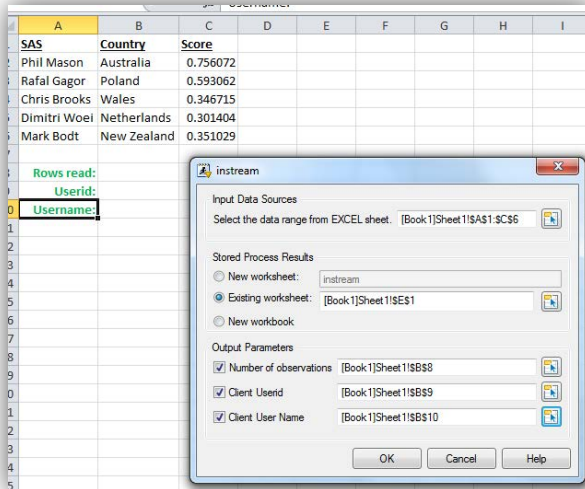 Username:
A B C D E F G H I
SAS Country Score
Phil Mason Australia 0.756072
Rafal Gagor Poland 0.593062
Chris Brooks Wales 0.346715
Dimitri Woei Netherlands 0.301404
Mark Bodt New Zealand 0.351029
Rows read:
Userid:
Username:
instream
Input Data Sources
Select the data range from EXCEL sheet. [Book1]Sheet1!$A$1:$C$6
Stored Process Results
New worksheet: instream
Existing worksheet: [Book1]Sheet1!$E$1
New workbook
Output Parameters
Number of observations [Book1]Sheet1!$B$8
Client Userid [Book1]Sheet1!$B$9
Client User Name [Book1]Sheet1!$B$10
OK Cancel Help